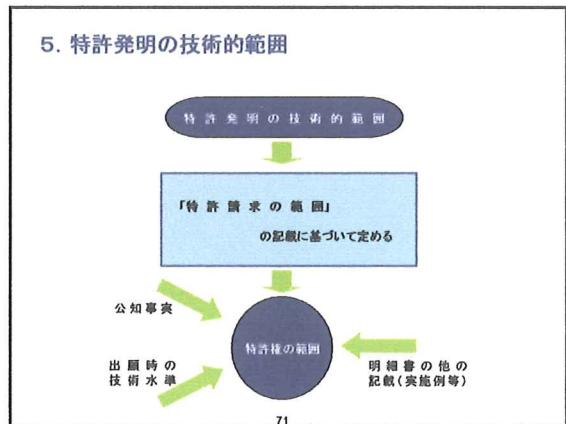 5. 特許発明の技術的範囲
特許発明の技術的範囲
「特許請求の範囲」
の記載に基づいて定める
公知事実
特許権の範囲
出願時の
技術水準
明細書の他の
記載(実施例等)
71